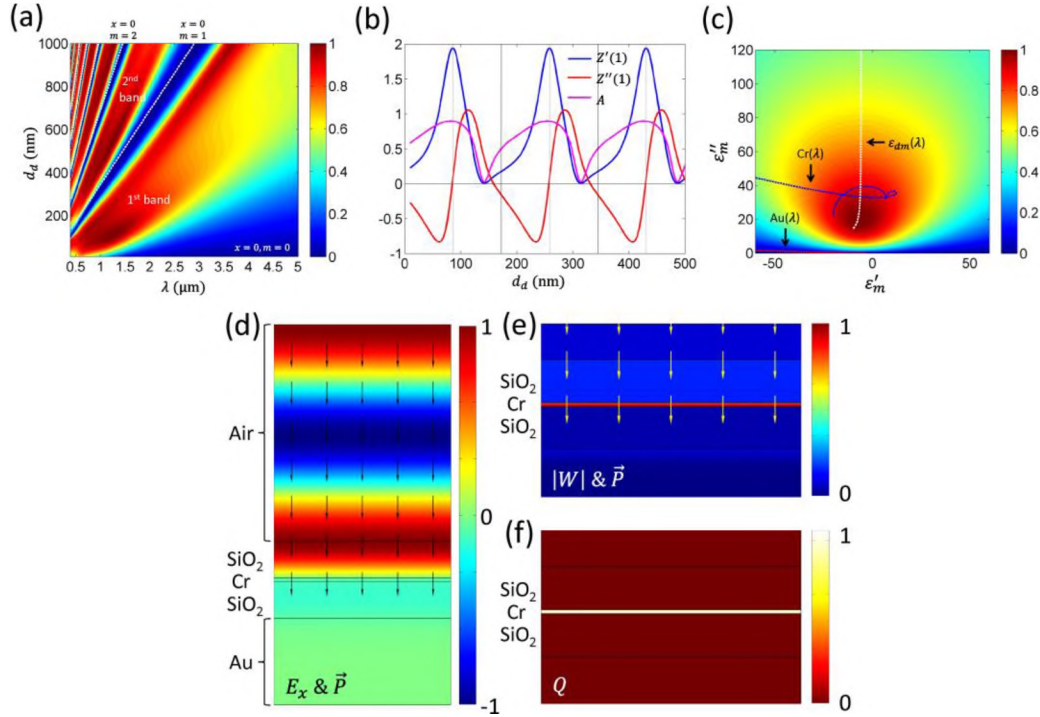 (a)
x = 0
m = 2
x = 0
m = 1
1000
800
600
400
200
d_d (nm)
2nd
band
1st band
x = 0, m = 0
0.4
0.5
1
1.5
2
2.5
3
3.5
4
4.5
5
λ (μm)
1
0.8
0.6
0.4
0.2
0
(b)
2
1.5
1
0.5
0
-0.5
-1
Z′(1)
Z″(1)
A
0
100
200
300
400
500
d_d (nm)
(c)
120
100
80
60
40
20
0
ε″_m
Cr(λ)
ε_dm(λ)
Au(λ)
-50
0
50
ε′_m
1
0.8
0.6
0.4
0.2
0
(d)
Air
SiO₂
Cr
SiO₂
Au
E_x & P⃗
1
0
-1
(e)
SiO₂
Cr
SiO₂
|W| & P⃗
1
0
(f)
SiO₂
Cr
SiO₂
Q
1
0